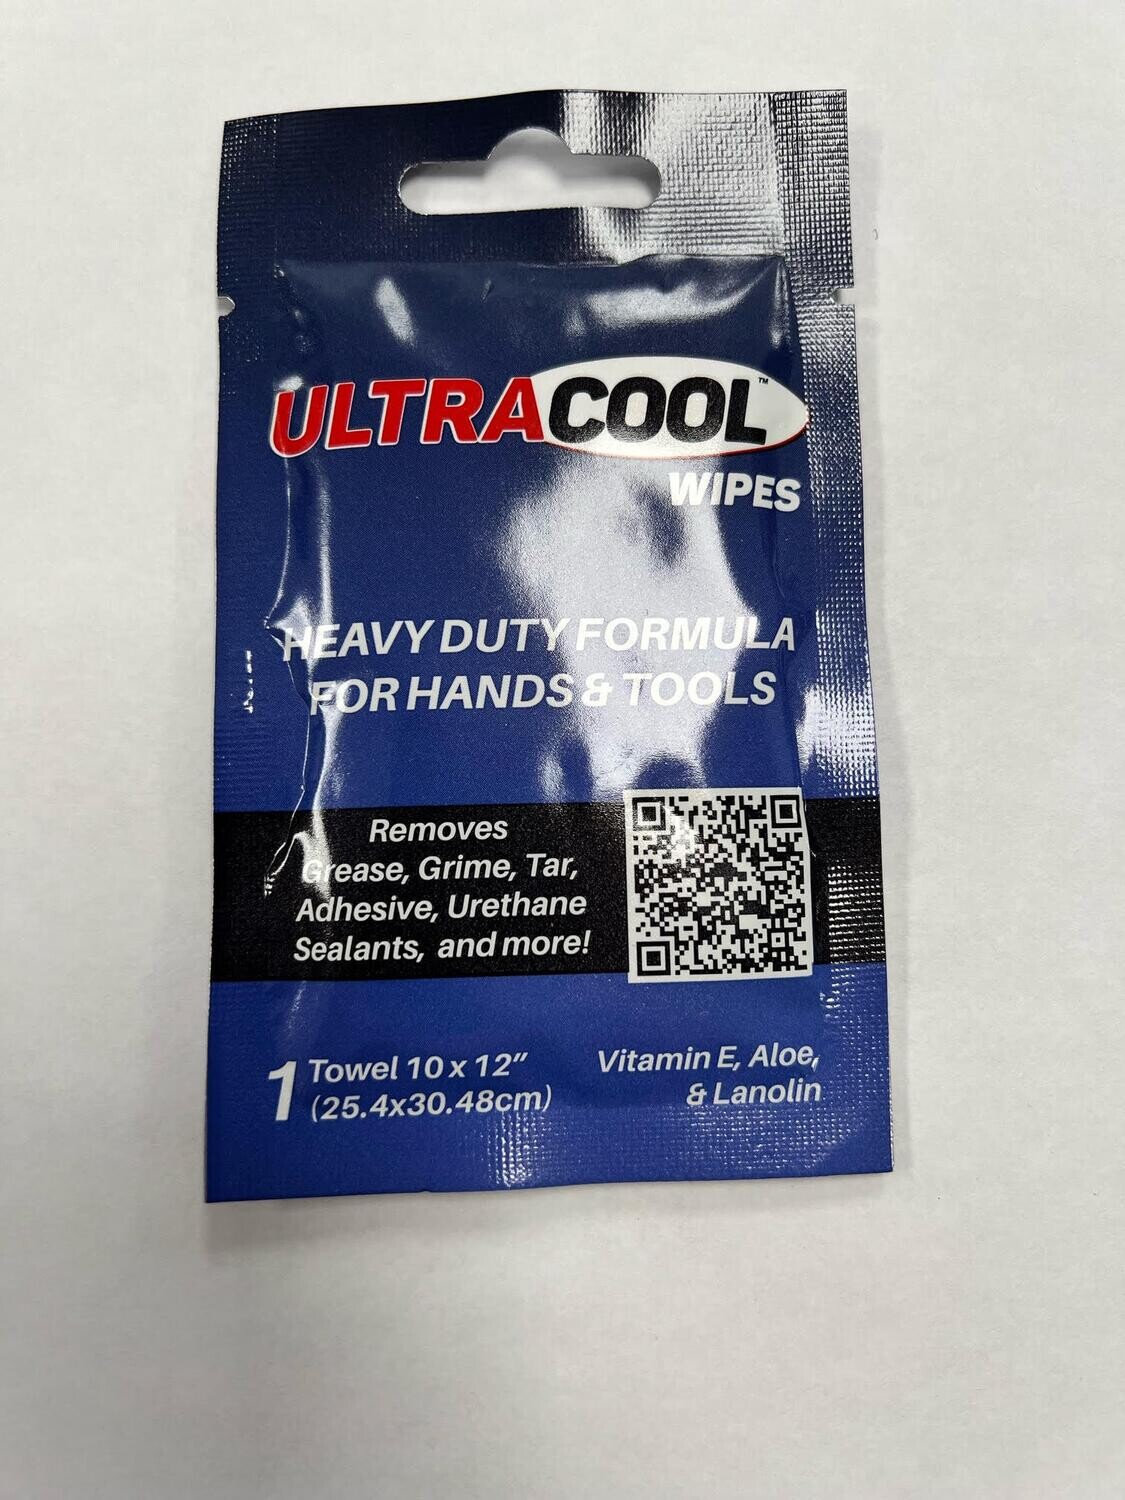 ULTRACOOL™
WIPES
HEAVY DUTY FORMULA
FOR HANDS & TOOLS
Removes
Grease, Grime, Tar,
Adhesive, Urethane
Sealants, and more!
1 Towel 10 x 12”
(25.4x30.48cm)
Vitamin E, Aloe,
& Lanolin